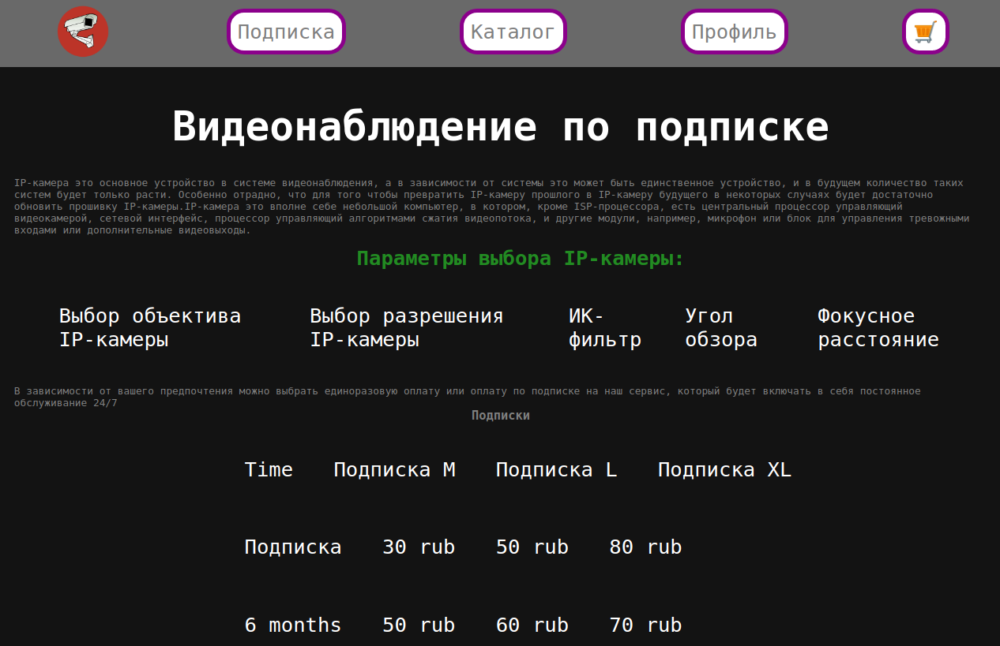 Подписка Каталог Профиль
Видеонаблюдение по подписке
IP-камера это основное устройство в системе видеонаблюдения, а в зависимости от системы это может быть единственное устройство, и в будущем количество таких
систем будет только расти. Особенно отрадно, что для того чтобы превратить IP-камеру прошлого в IP-камеру будущего в некоторых случаях будет достаточно
обновить прошивку IP-камеры.IP-камера это вполне себе небольшой компьютер, в котором, кроме ISP-процессора, есть центральный процессор управляющий
видеокамерой, сетевой интерфейс, процессор управляющий алгоритмами сжатия видеопотока, и другие модули, например, микрофон или блок для управления тревожными
входами или дополнительные видеовыходы.
Параметры выбора IP-камеры:
Выбор объектива
IP-камеры
Выбор разрешения
IP-камеры
ИК-
фильтр
Угол
обзора
Фокусное
расстояние
В зависимости от вашего предпочтения можно выбрать единоразовую оплату или оплату по подписке на наш сервис, который будет включать в себя постоянное
обслуживание 24/7
Подписки
Time Подписка M Подписка L Подписка XL
Подписка 30 rub 50 rub 80 rub
6 months 50 rub 60 rub 70 rub